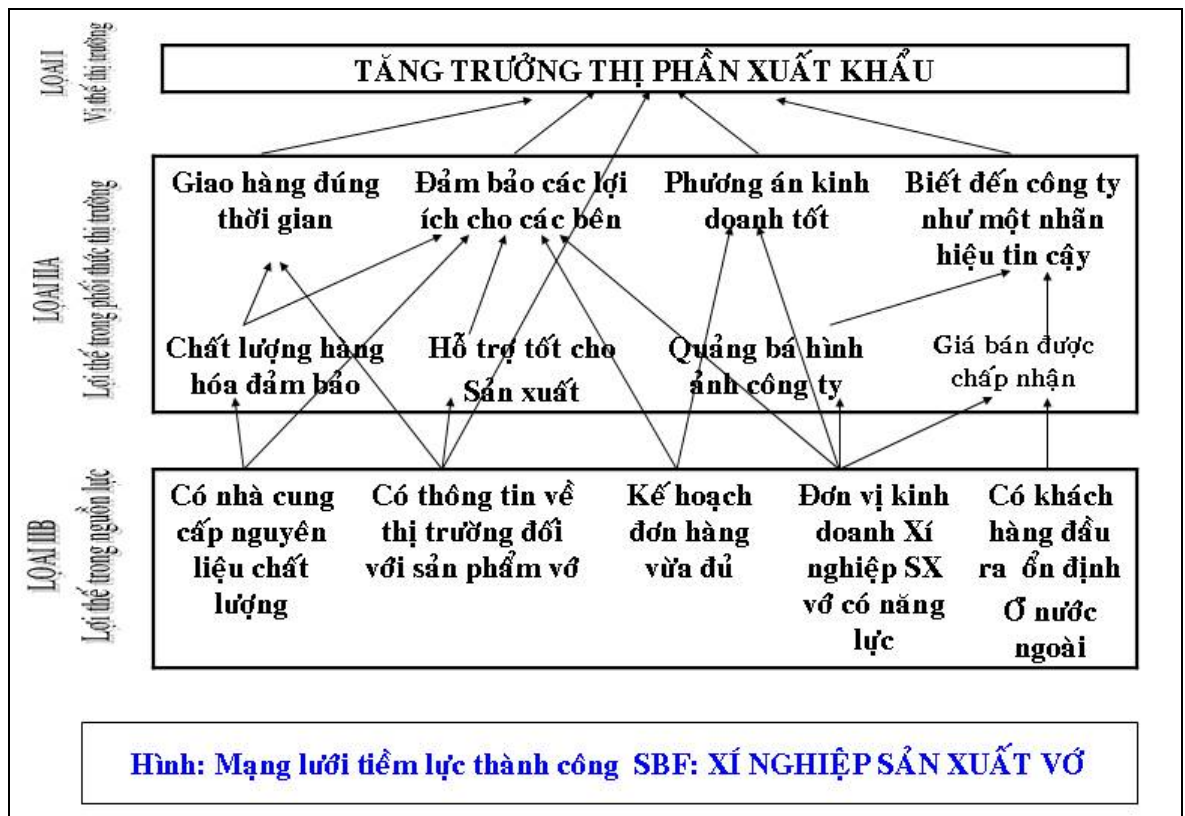 LOẠI I
Vị thế thị trường
TĂNG TRƯỞNG THỊ PHẦN XUẤT KHẨU
LOẠI IIA
Lợi thế trong phối thức thị trường
Giao hàng đúng
thời gian
Đảm bảo các lợi
ích cho các bên
Phương án kinh
doanh tốt
Biết đến công ty
như một nhãn
hiệu tin cậy
Chất lượng hàng
hóa đảm bảo
Hỗ trợ tốt cho
Sản xuất
Quảng bá hình
ảnh công ty
Giá bán được
chấp nhận
LOẠI IIB
Lợi thế trong nguồn lực
Có nhà cung
cấp nguyên
liệu chất
lượng
Có thông tin về
thị trường đối
với sản phẩm vớ
Kế hoạch
đơn hàng
vừa đủ
Đơn vị kinh
doanh Xí
nghiệp SX
vớ có năng
lực
Có khách
hàng đầu
ra ổn định
Ở nước
ngoài
Hình: Mạng lưới tiềm lực thành công SBF: XÍ NGHIỆP SẢN XUẤT VỚ